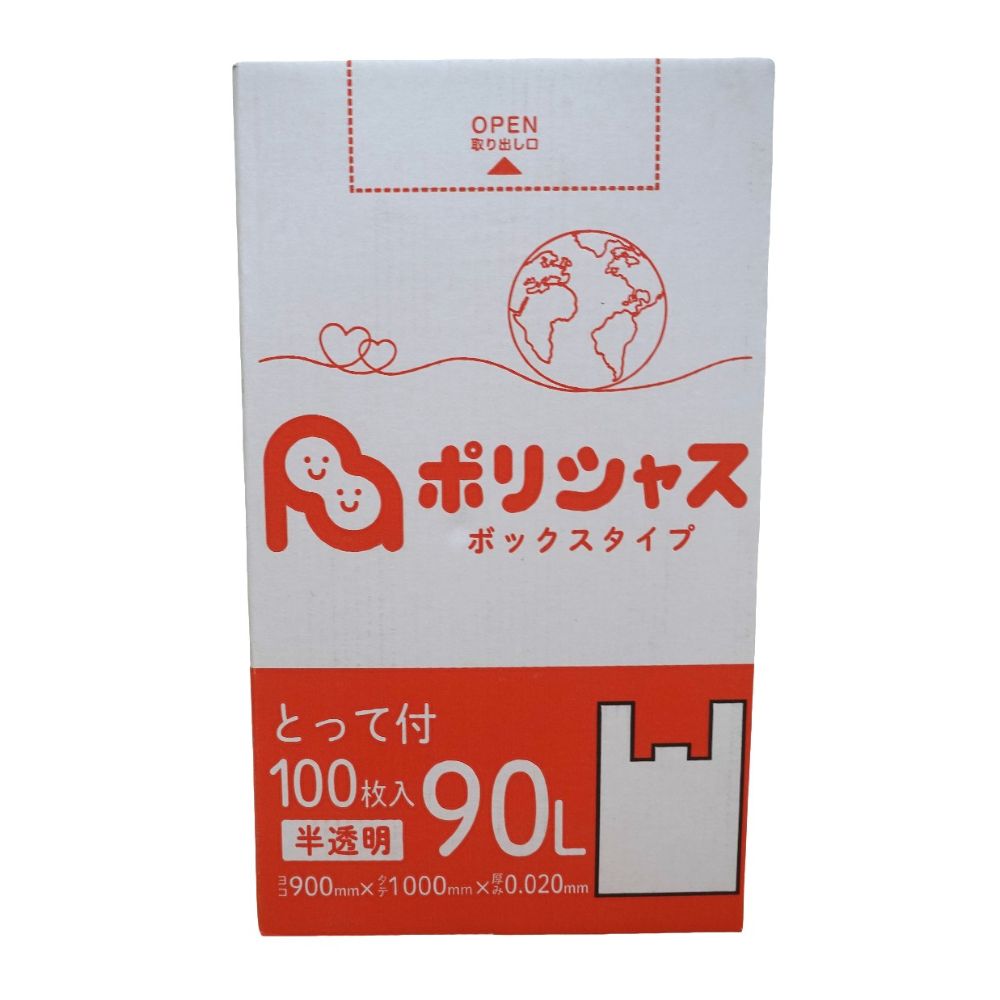 OPEN
取り出し口
ポリシャス
ボックスタイプ
とって付
100枚入 90L
半透明
ヨコ900mm×タテ1000mm×厚み0.020mm